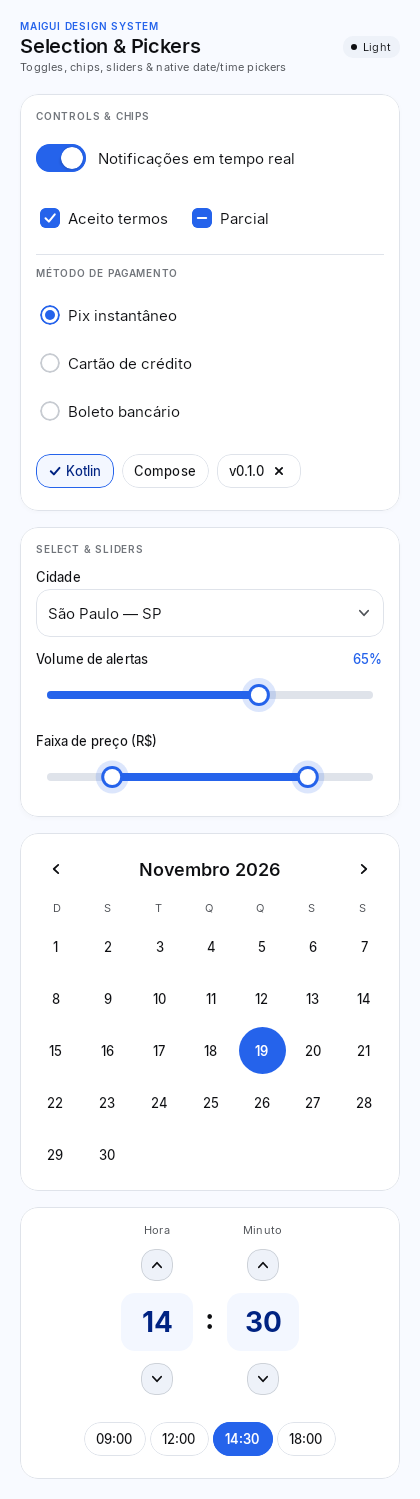 MAIGUI DESIGN SYSTEM
Selection & Pickers
Light
Toggles, chips, sliders & native date/time pickers
CONTROLS & CHIPS
Notificações em tempo real
Aceito termos Parcial
MÉTODO DE PAGAMENTO
Pix instantâneo
Cartão de crédito
Boleto bancário
Kotlin Compose v0.1.0
SELECT & SLIDERS
Cidade
São Paulo — SP
Volume de alertas 65%
Faixa de preço (R$)
Novembro 2026
D S T Q Q S S
1 2 3 4 5 6 7
8 9 10 11 12 13 14
15 16 17 18 19 20 21
22 23 24 25 26 27 28
29 30
Hora Minuto
14 : 30
09:00 12:00 14:30 18:00